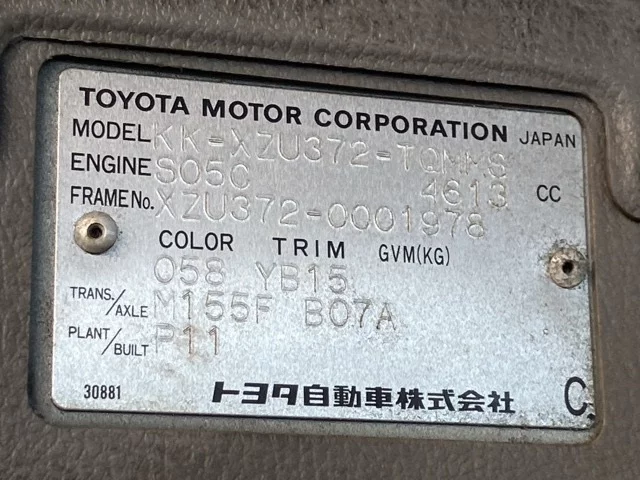 TOYOTA MOTOR CORPORATION JAPAN
MODEL KK-XZU372-TQMMS
ENGINE S05C 4613 CC
FRAME No. XZU372-0001978
COLOR TRIM GVM(KG)
058 YB15
TRANS./AXLE M155F B07A
PLANT/BUILT P11
30881 トヨタ自動車株式会社 C